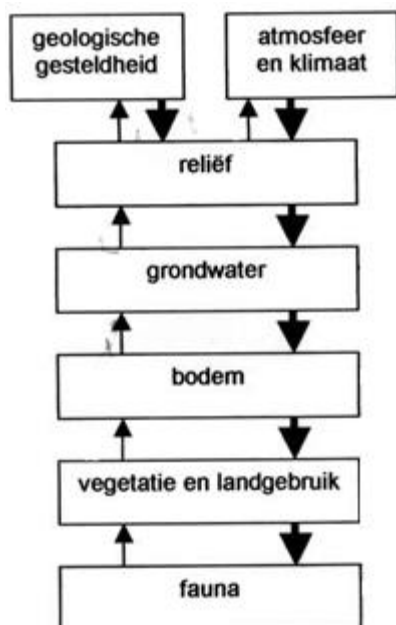 geologische
gesteldheid
atmosfeer
en klimaat
reliëf
grondwater
bodem
vegetatie en landgebruik
fauna